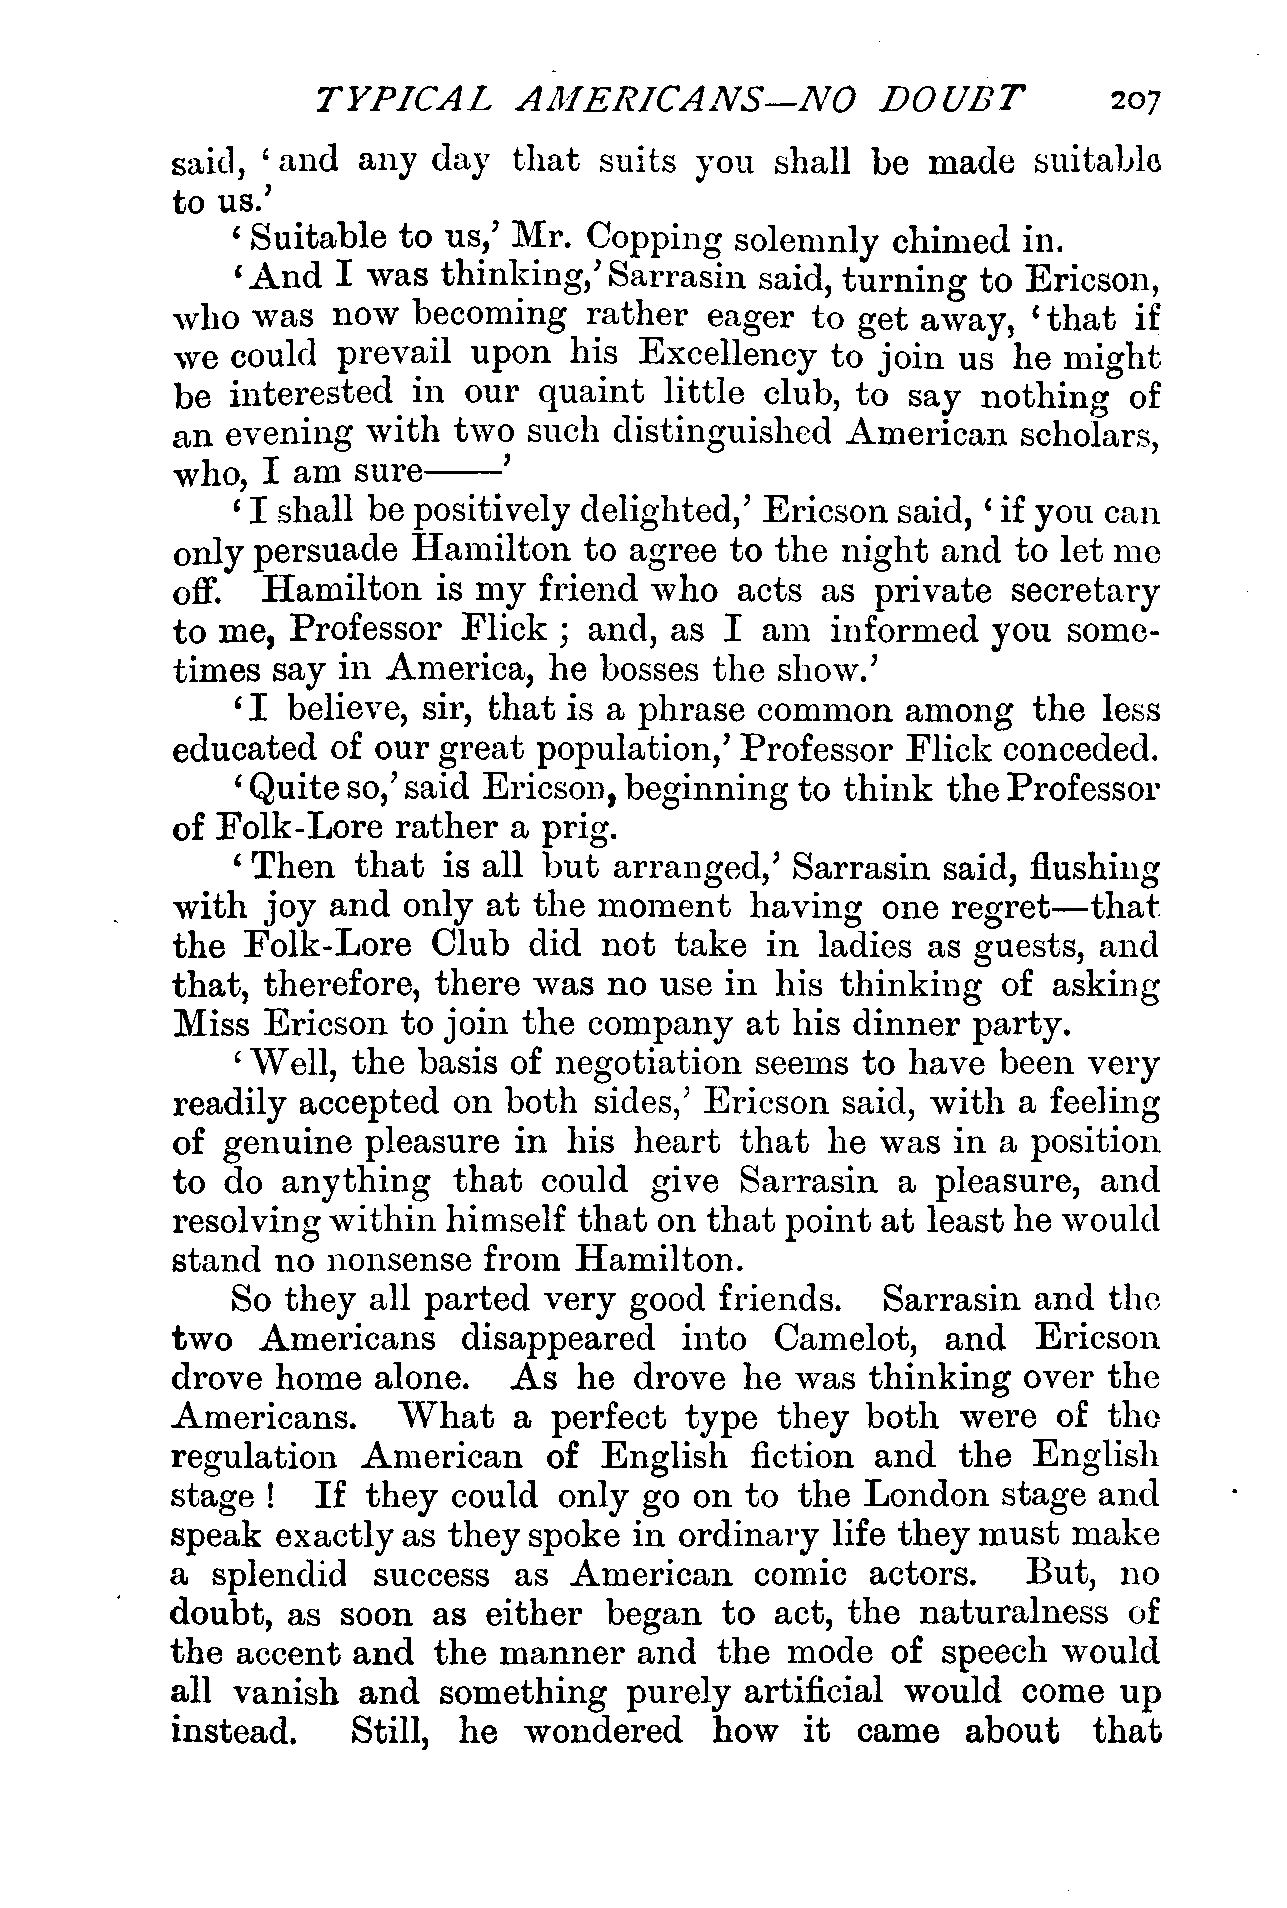 TYPICAL AMERICANS—NO DOUBT 207
said, ‘ and any day that suits you shall be made suitable
to us.’
‘ Suitable to us,’ Mr. Copping solemnly chimed in.
‘ And I was thinking,’ Sarrasin said, turning to Ericson,
who was now becoming rather eager to get away, ‘ that if
we could prevail upon his Excellency to join us he might
be interested in our quaint little club, to say nothing of
an evening with two such distinguished American scholars,
who, I am sure——’
‘ I shall be positively delighted,’ Ericson said, ‘ if you can
only persuade Hamilton to agree to the night and to let me
off. Hamilton is my friend who acts as private secretary
to me, Professor Flick ; and, as I am informed you some-
times say in America, he bosses the show.’
‘ I believe, sir, that is a phrase common among the less
educated of our great population,’ Professor Flick conceded.
‘ Quite so,’ said Ericson, beginning to think the Professor
of Folk-Lore rather a prig.
‘ Then that is all but arranged,’ Sarrasin said, flushing
with joy and only at the moment having one regret—that
the Folk-Lore Club did not take in ladies as guests, and
that, therefore, there was no use in his thinking of asking
Miss Ericson to join the company at his dinner party.
‘ Well, the basis of negotiation seems to have been very
readily accepted on both sides,’ Ericson said, with a feeling
of genuine pleasure in his heart that he was in a position
to do anything that could give Sarrasin a pleasure, and
resolving within himself that on that point at least he would
stand no nonsense from Hamilton.
So they all parted very good friends. Sarrasin and the
two Americans disappeared into Camelot, and Ericson
drove home alone. As he drove he was thinking over the
Americans. What a perfect type they both were of the
regulation American of English fiction and the English
stage ! If they could only go on to the London stage and
speak exactly as they spoke in ordinary life they must make
a splendid success as American comic actors. But, no
doubt, as soon as either began to act, the naturalness of
the accent and the manner and the mode of speech would
all vanish and something purely artificial would come up
instead. Still, he wondered how it came about that